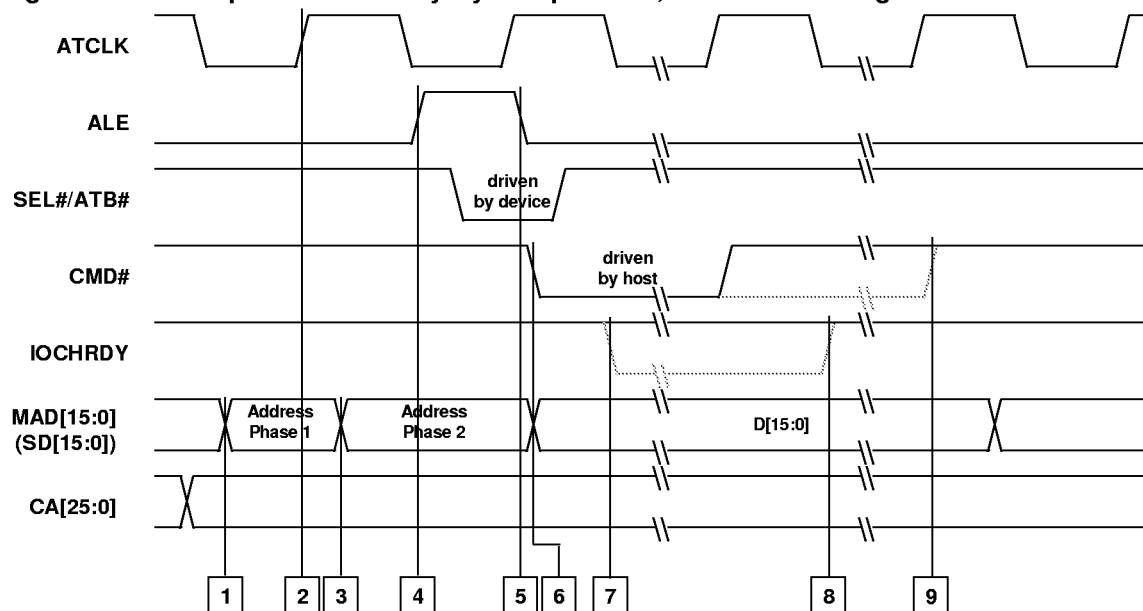 ATCLK
ALE
SEL#/ATB#
driven
by device
CMD#
driven
by host
IOCHRDY
MAD[15:0]
(SD[15:0])
Address
Phase 1
Address
Phase 2
D[15:0]
CA[25:0]
1 2 3 4 5 6 7 8 9